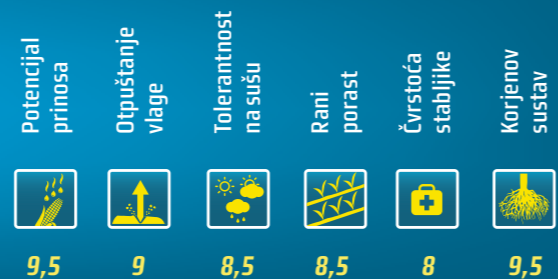 Potencijal
prinosa
Otpuštanje
vlage
Tolerantnost
na sušu
Rani
porast
Čvrstoća
stabljike
Korjenov
sustav
9,5
9
8,5
8,5
8
9,5